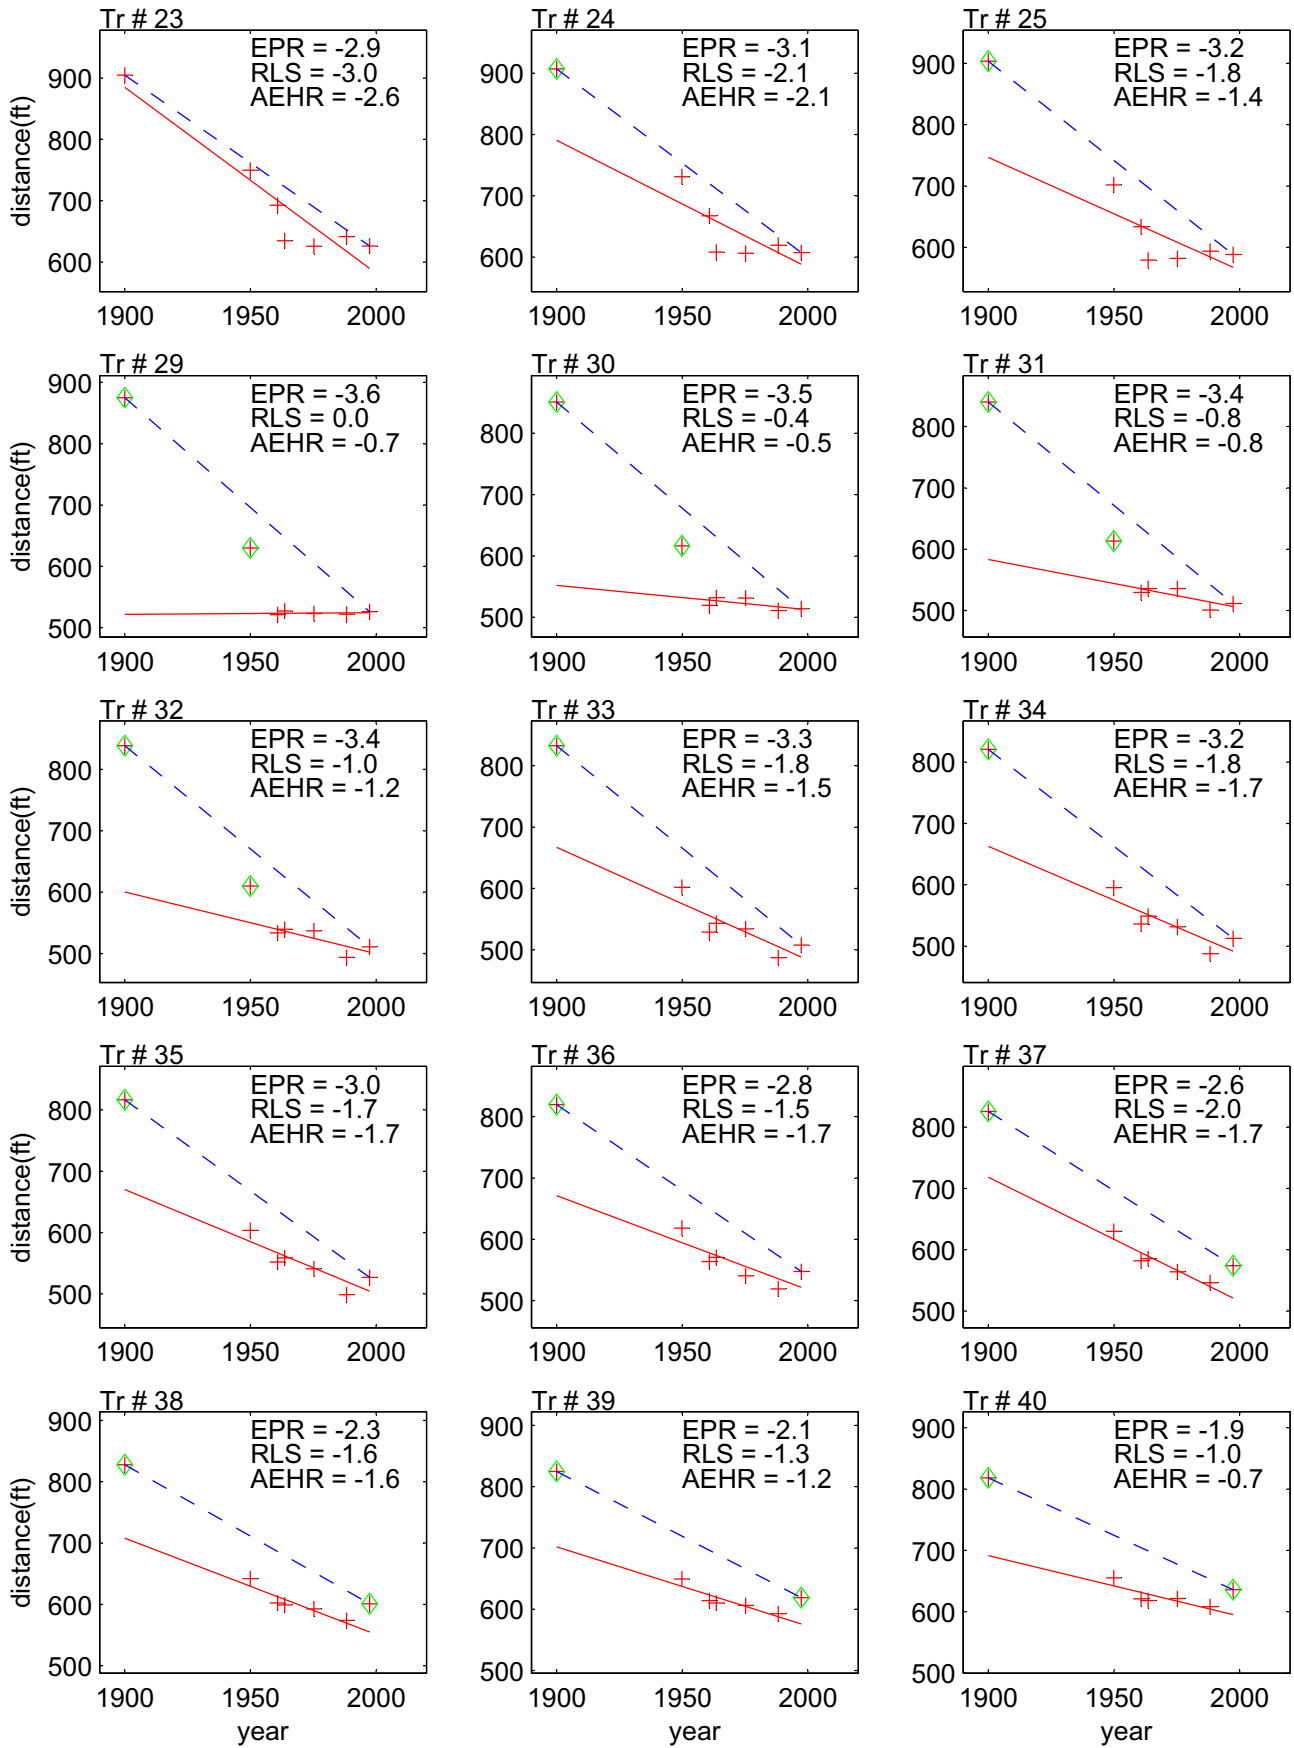 Tr # 23
EPR = -2.9
RLS = -3.0
AEHR = -2.6
900
800
700
600
distance(ft)
1900 1950 2000
Tr # 24
EPR = -3.1
RLS = -2.1
AEHR = -2.1
900
800
700
600
1900 1950 2000
Tr # 25
EPR = -3.2
RLS = -1.8
AEHR = -1.4
900
800
700
600
1900 1950 2000
Tr # 29
EPR = -3.6
RLS = 0.0
AEHR = -0.7
900
800
700
600
500
distance(ft)
1900 1950 2000
Tr # 30
EPR = -3.5
RLS = -0.4
AEHR = -0.5
800
700
600
500
1900 1950 2000
Tr # 31
EPR = -3.4
RLS = -0.8
AEHR = -0.8
800
700
600
500
1900 1950 2000
Tr # 32
EPR = -3.4
RLS = -1.0
AEHR = -1.2
800
700
600
500
distance(ft)
1900 1950 2000
Tr # 33
EPR = -3.3
RLS = -1.8
AEHR = -1.5
800
700
600
500
1900 1950 2000
Tr # 34
EPR = -3.2
RLS = -1.8
AEHR = -1.7
800
700
600
500
1900 1950 2000
Tr # 35
EPR = -3.0
RLS = -1.7
AEHR = -1.7
800
700
600
500
distance(ft)
1900 1950 2000
Tr # 36
EPR = -2.8
RLS = -1.5
AEHR = -1.7
800
700
600
500
1900 1950 2000
Tr # 37
EPR = -2.6
RLS = -2.0
AEHR = -1.7
800
700
600
500
1900 1950 2000
Tr # 38
EPR = -2.3
RLS = -1.6
AEHR = -1.6
900
800
700
600
500
distance(ft)
1900 1950 2000
year
Tr # 39
EPR = -2.1
RLS = -1.3
AEHR = -1.2
900
800
700
600
500
1900 1950 2000
year
Tr # 40
EPR = -1.9
RLS = -1.0
AEHR = -0.7
900
800
700
600
500
1900 1950 2000
year